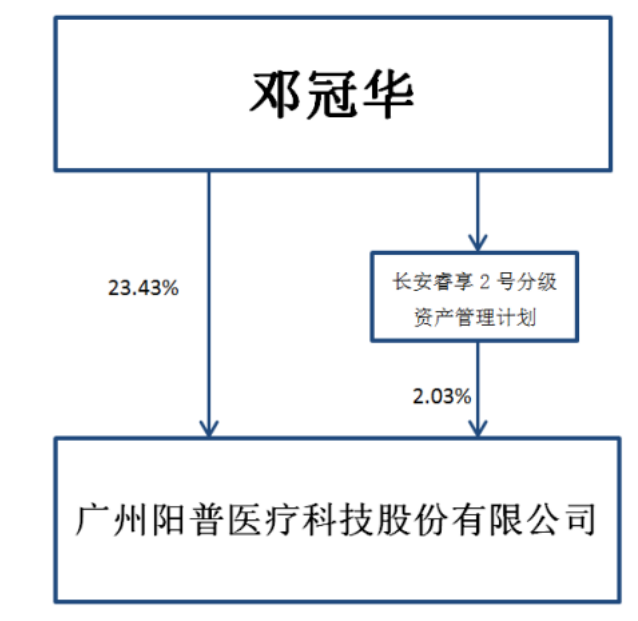 邓冠华
23.43%
长安睿享2号分级
资产管理计划
2.03%
广州阳普医疗科技股份有限公司